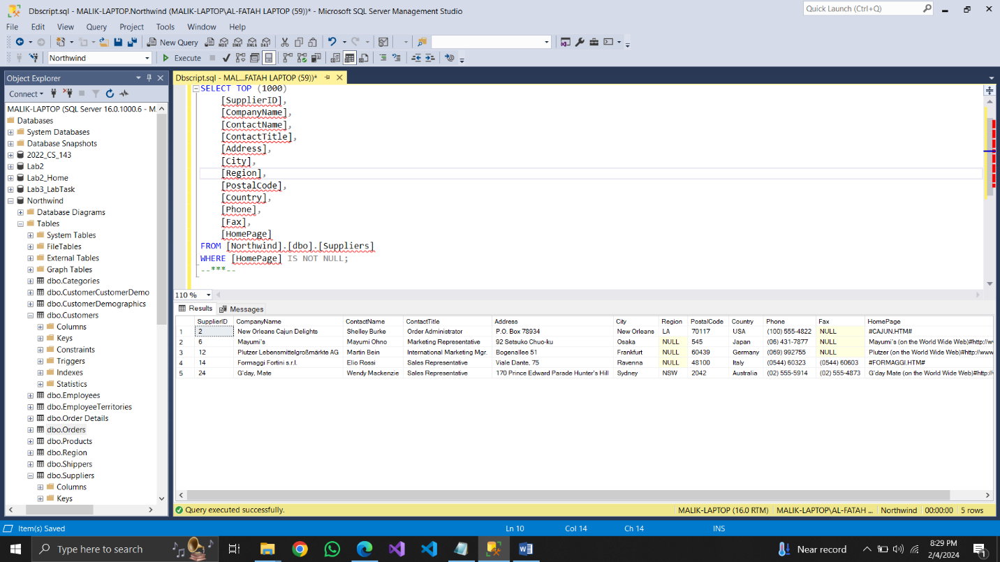 Dbscript.sql - MALIK-LAPTOP.Northwind (MALIK-LAPTOP\AL-FATAH LAPTOP (59))* - Microsoft SQL Server Management Studio
Quick Launch (Ctrl+Q)
File Edit View Query Project Tools Window Help
New Query MDX DMX XMLA DAX
Northwind Execute
Object Explorer
Dbscript.sql - MAL...FATAH LAPTOP (59))*
Connect
MALIK-LAPTOP (SQL Server 16.0.1000.6 - M
Databases
System Databases
Database Snapshots
2022_CS_143
Lab2
Lab2_Home
Lab3_LabTask
Northwind
Database Diagrams
Tables
System Tables
FileTables
External Tables
Graph Tables
dbo.Categories
dbo.CustomerCustomerDemo
dbo.CustomerDemographics
dbo.Customers
Columns
Keys
Constraints
Triggers
Indexes
Statistics
dbo.Employees
dbo.EmployeeTerritories
dbo.Order Details
dbo.Orders
dbo.Products
dbo.Region
dbo.Shippers
dbo.Suppliers
Columns
Keys
SELECT TOP (1000)
[SupplierID],
[CompanyName],
[ContactName],
[ContactTitle],
[Address],
[City],
[Region],
[PostalCode],
[Country],
[Phone],
[Fax],
[HomePage]
FROM [Northwind].[dbo].[Suppliers]
WHERE [HomePage] IS NOT NULL;
--***--
110 %
Results Messages
SupplierID CompanyName ContactName ContactTitle Address City Region PostalCode Country Phone Fax HomePage
1 2 New Orleans Cajun Delights Shelley Burke Order Administrator P.O. Box 78934 New Orleans LA 70117 USA (100) 555-4822 NULL #CAJUN.HTM#
2 6 Mayumi's Mayumi Ohno Marketing Representative 92 Setsuko Chuo-ku Osaka NULL 545 Japan (06) 431-7877 NULL Mayumi's (on the World Wide Web)#http://ww
3 12 Plutzer Lebensmittelgroßmärkte AG Martin Bein International Marketing Mgr. Bogenallee 51 Frankfurt NULL 60439 Germany (069) 992755 NULL Plutzer (on the World Wide Web)#http://www
4 14 Formaggi Fortini s.r.l. Elio Rossi Sales Representative Viale Dante, 75 Ravenna NULL 48100 Italy (0544) 60323 (0544) 60603 #FORMAGGI.HTM#
5 24 G'day, Mate Wendy Mackenzie Sales Representative 170 Prince Edward Parade Hunter's Hill Sydney NSW 2042 Australia (02) 555-5914 (02) 555-4873 G'day Mate (on the World Wide Web)#http://
Query executed successfully. MALIK-LAPTOP (16.0 RTM) MALIK-LAPTOP\AL-FATAH ... Northwind 00:00:00 5 rows
Item(s) Saved Ln 10 Col 14 Ch 14 INS
Type here to search
Near record
8:29 PM
2/4/2024
1